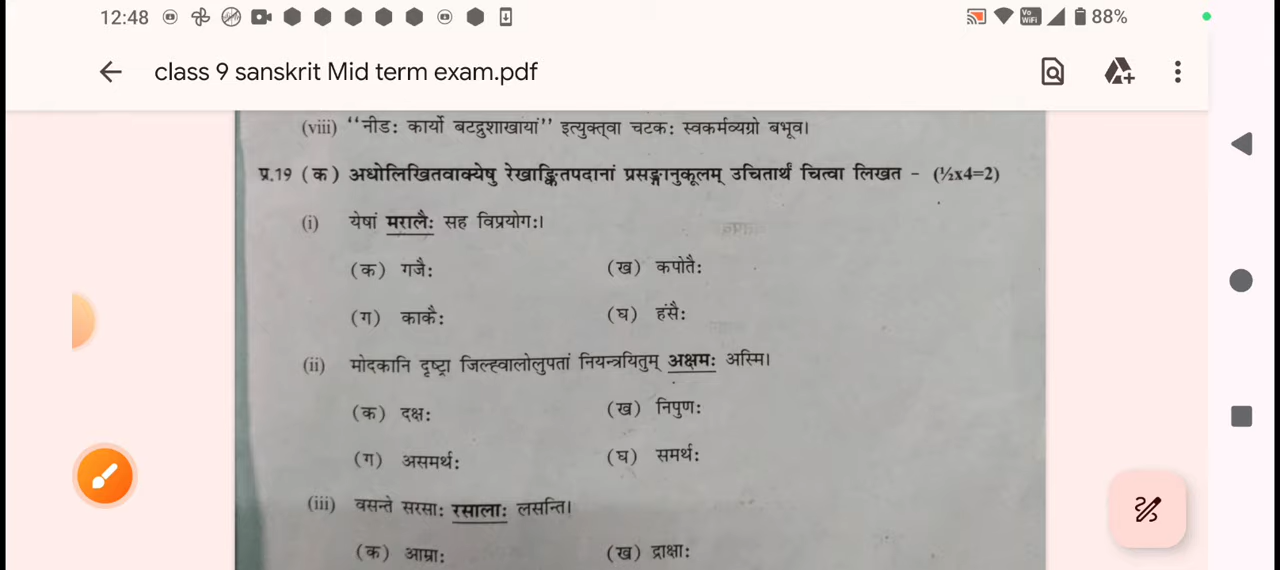 12:48
Vo WiFi
88%
class 9 sanskrit Mid term exam.pdf
(viii) “नीडः कार्यो बटद्रुशाखायां” इत्युक्त्वा चटकः स्वकर्मव्यग्रो बभूव।
प्र.19 (क) अधोलिखितवाक्येषु रेखाङ्कितपदानां प्रसङ्गानुकूलम् उचितार्थं चित्वा लिखत - (½x4=2)
(i) येषां मरालैः सह विप्रयोगः।
(क) गजैः (ख) कपोतैः
(ग) काकैः (घ) हंसैः
(ii) मोदकानि दृष्ट्वा जिल्ह्वालोलुपतां नियन्त्रयितुम् अक्षमः अस्मि।
(क) दक्षः (ख) निपुणः
(ग) असमर्थः (घ) समर्थः
(iii) वसन्ते सरसाः रसालाः लसन्ति।
(क) आम्राः (ख) द्राक्षाः